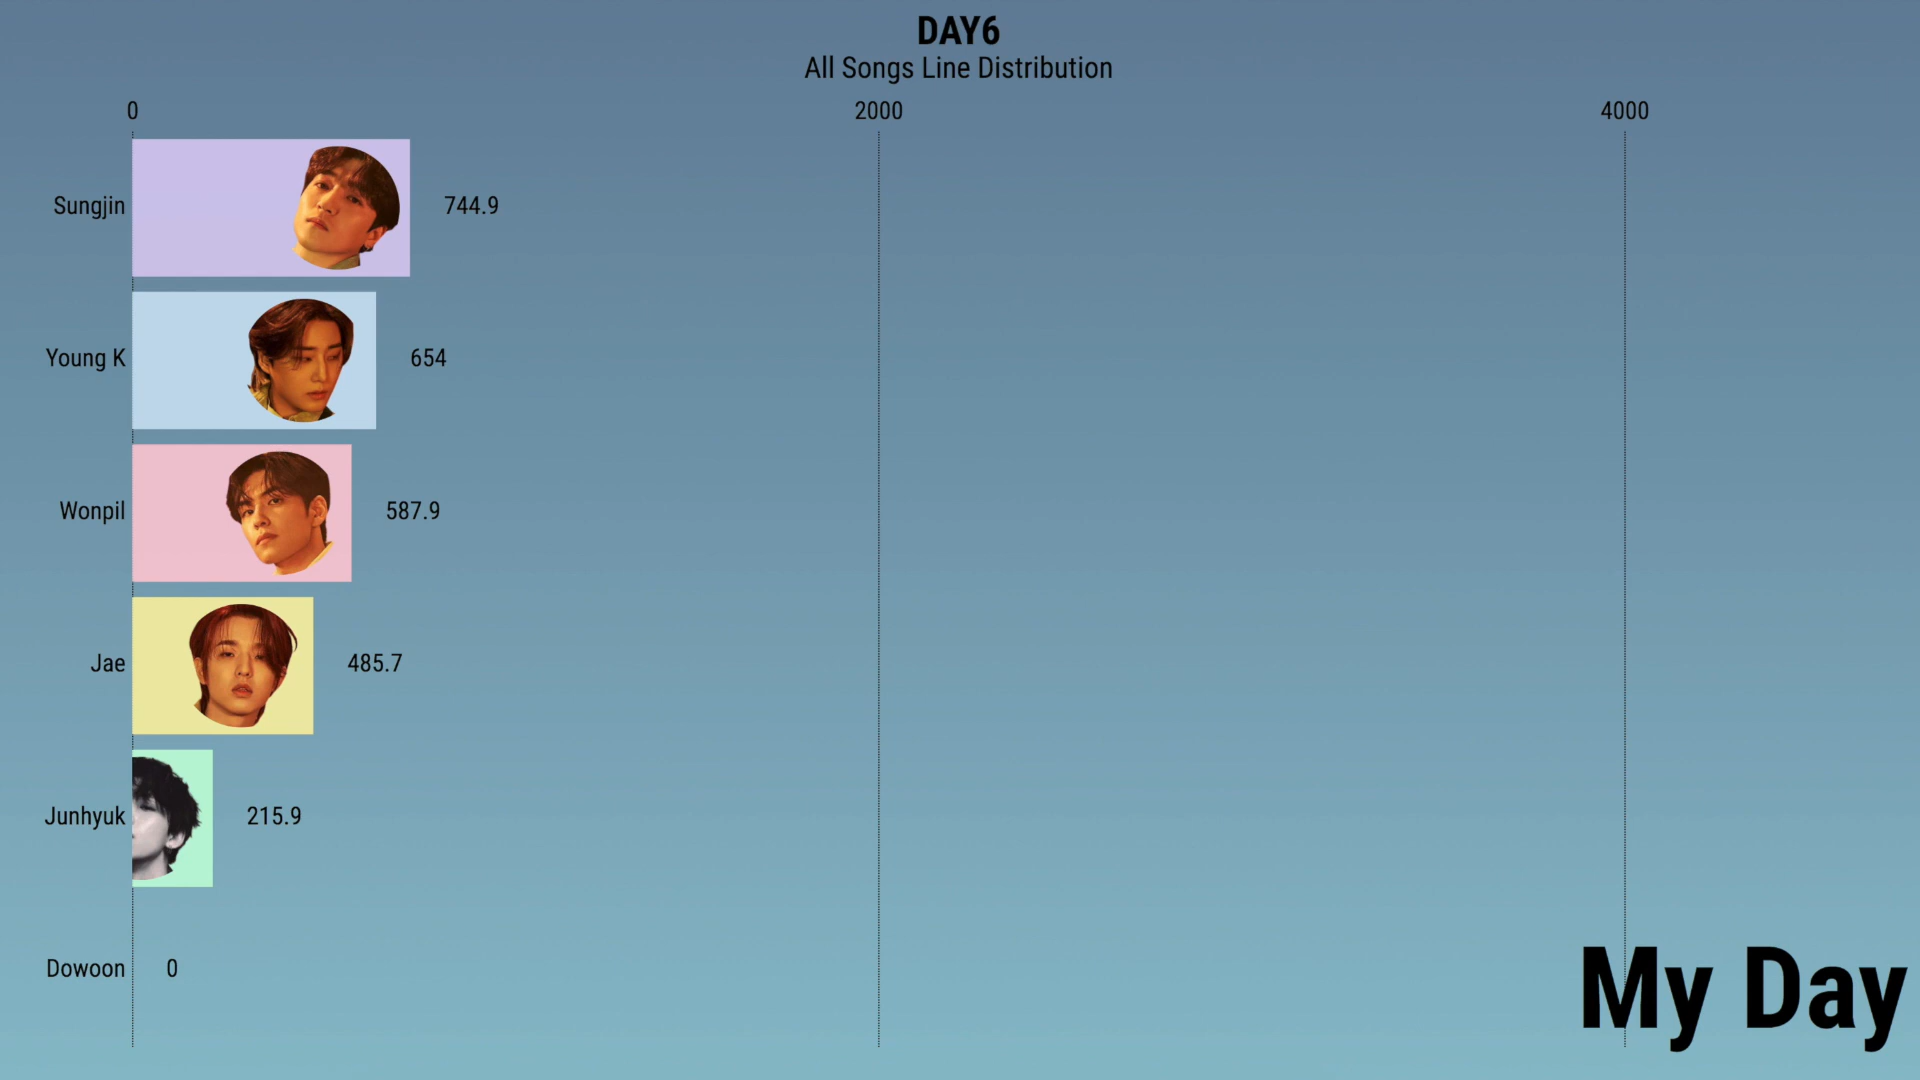 DAY6
All Songs Line Distribution
0 2000 4000
Sungjin 744.9
Young K 654
Wonpil 587.9
Jae 485.7
Junhyuk 215.9
Dowoon 0
My Day